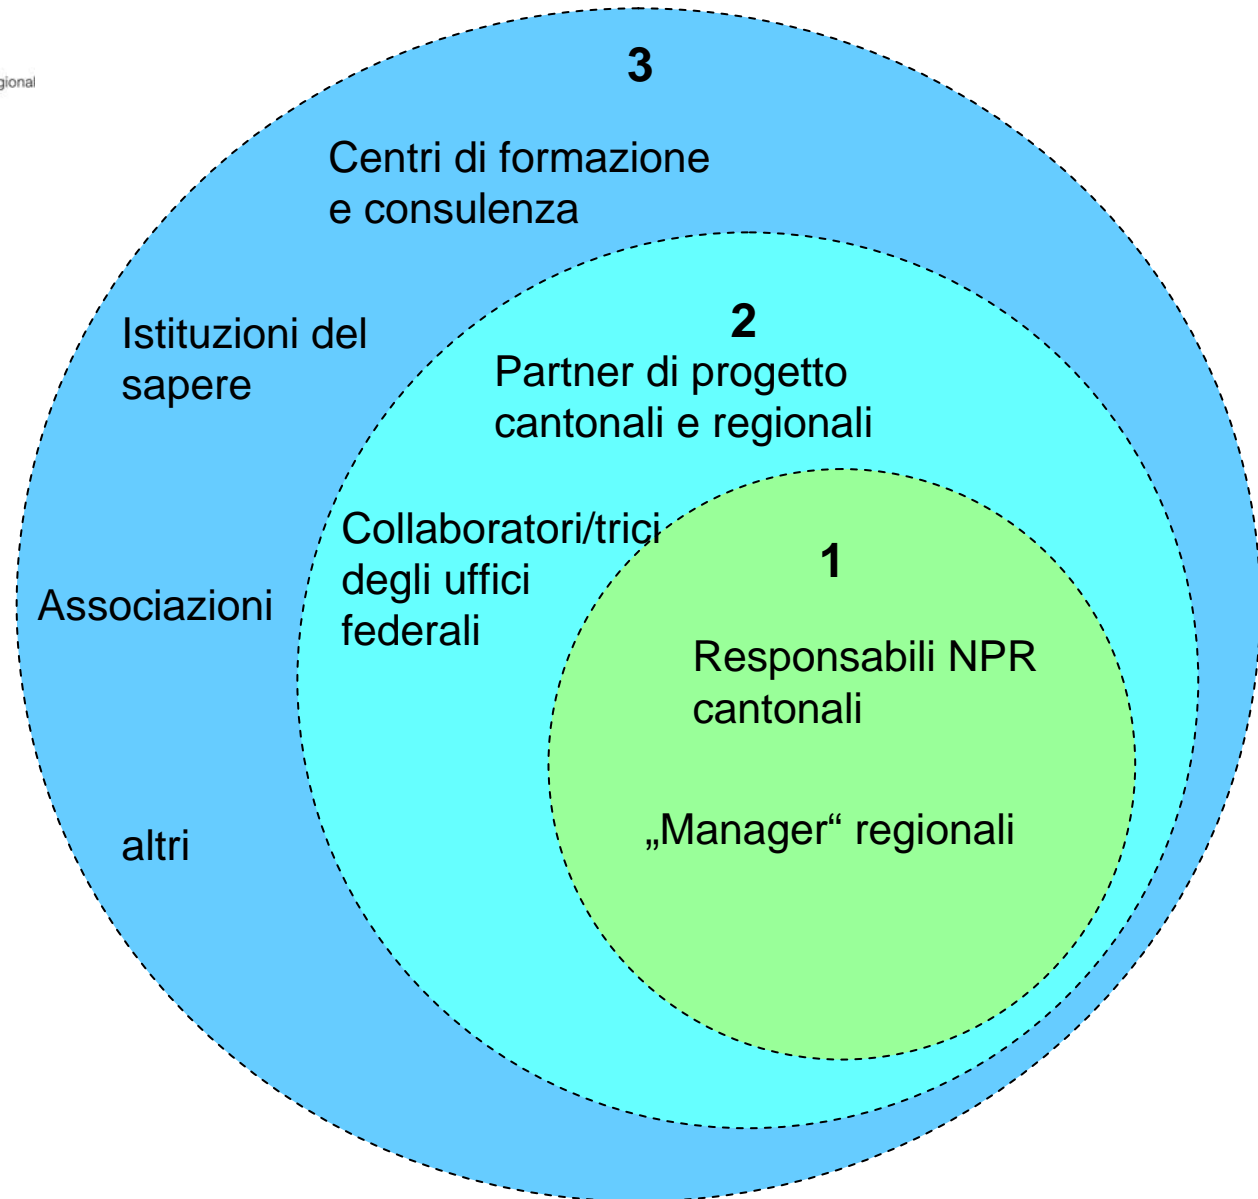 3
gional
Centri di formazione
e consulenza
2
Istituzioni del
sapere
Partner di progetto
cantonali e regionali
Collaboratori/trici
degli uffici
federali
1
Associazioni
Responsabili NPR
cantonali
„Manager“ regionali
altri